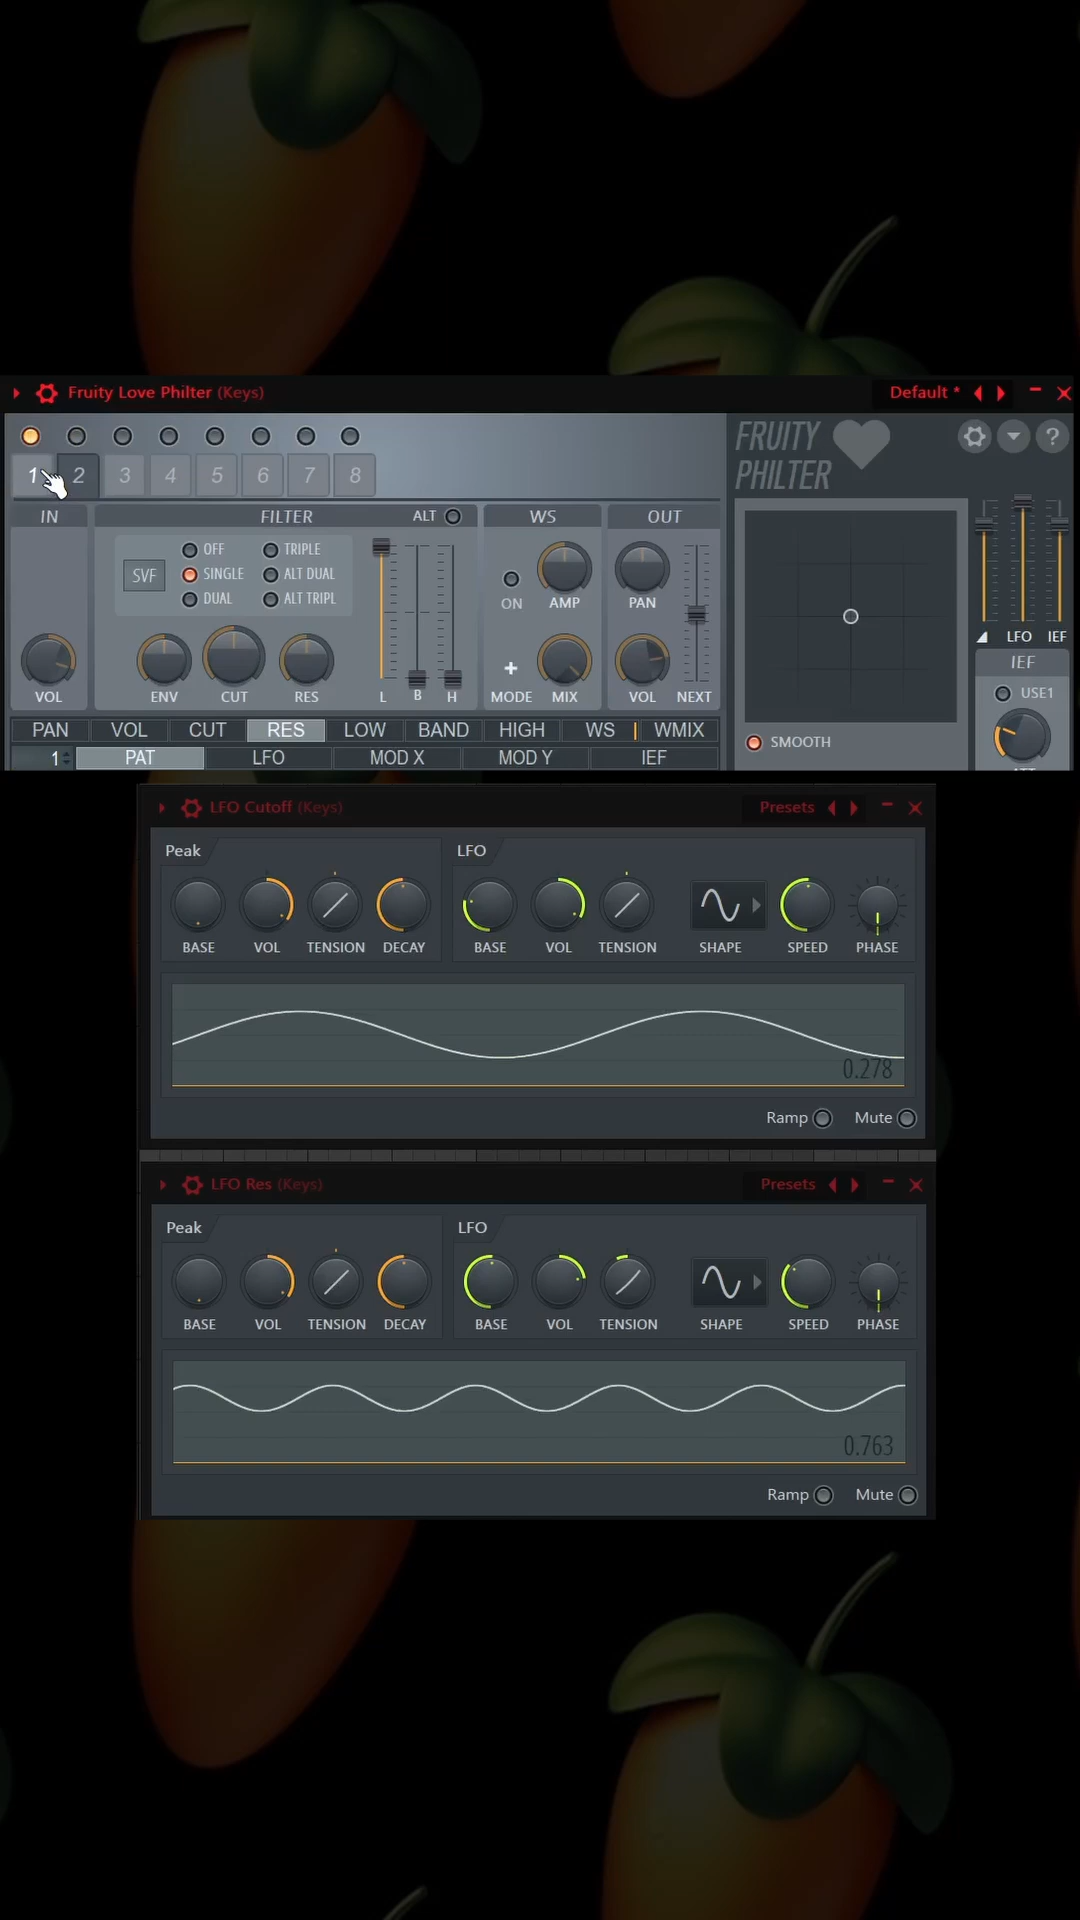 Fruity Love Philter (Keys)
Default *
1 2 3 4 5 6 7 8
FRUITY
PHILTER
?
IN FILTER ALT WS OUT
OFF TRIPLE
SVF SINGLE ALT DUAL
DUAL ALT TRIPL
ON AMP PAN
VOL ENV CUT RES L B H MODE MIX VOL NEXT
LFO IEF
IEF
USE1
PAN VOL CUT RES LOW BAND HIGH WS WMIX
SMOOTH
1 PAT LFO MOD X MOD Y IEF
LFO Cutoff (Keys)
Presets
Peak LFO
BASE VOL TENSION DECAY BASE VOL TENSION SHAPE SPEED PHASE
0.278
Ramp Mute
LFO Res (Keys)
Presets
Peak LFO
BASE VOL TENSION DECAY BASE VOL TENSION SHAPE SPEED PHASE
0.763
Ramp Mute